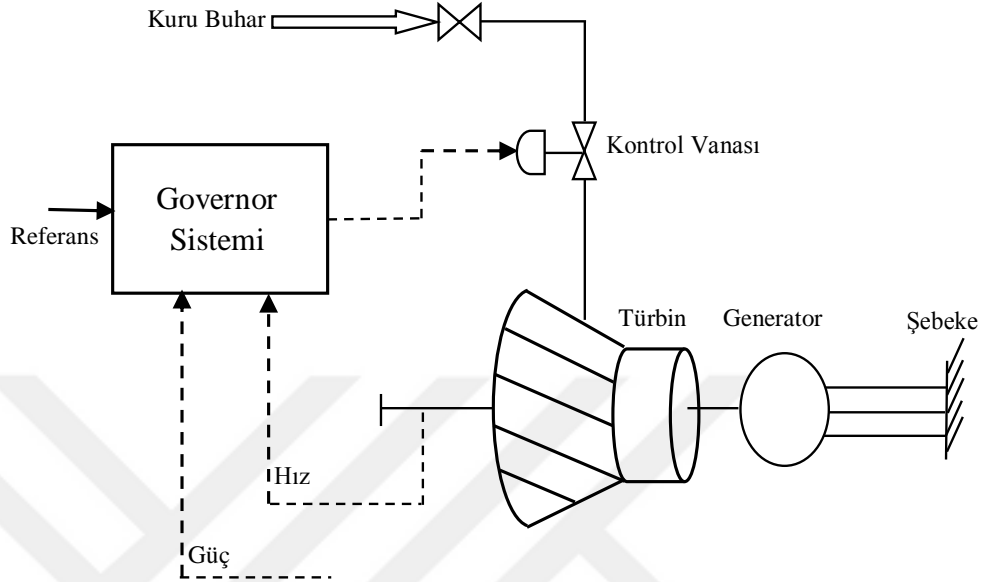 Kuru Buhar
Kontrol Vanası
Governor
Sistemi
Referans
Türbin
Generator
Şebeke
Hız
Güç